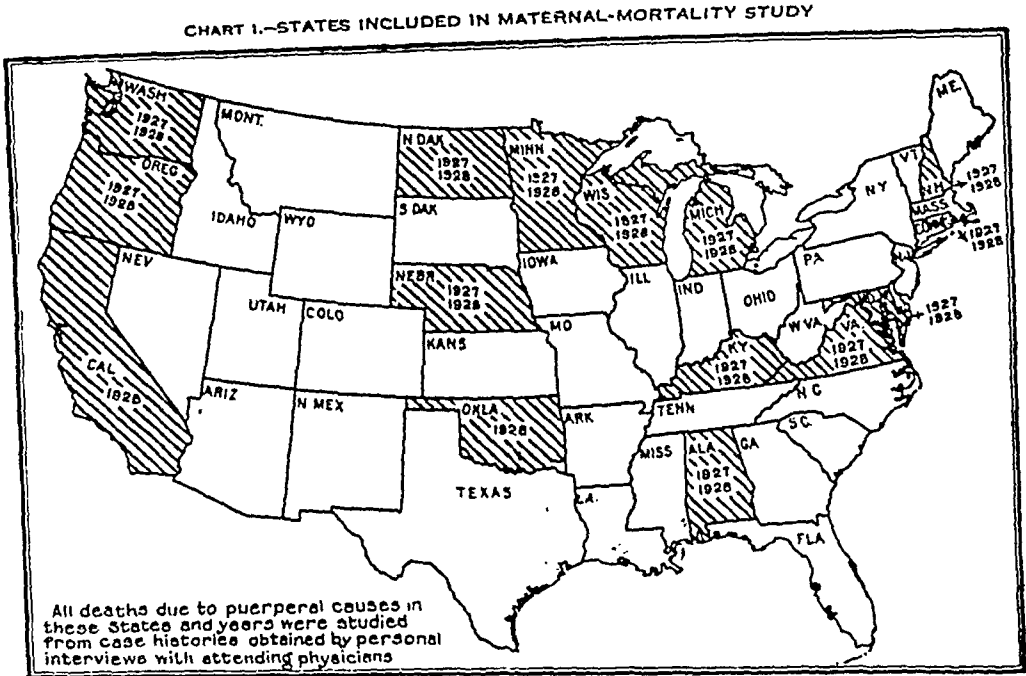 CHART I.—STATES INCLUDED IN MATERNAL-MORTALITY STUDY
WASH
1927
1928
MONT.
N DAK
1927
1928
MINN
1927
1928
ME.
VT
NH
1927
1928
OREG
1927
1928
IDAHO
WYO
S DAK
WIS
1927
1928
MICH
1927
1928
NY
MASS
CONN
1927
1928
NEV
UTAH
COLO
NEBR
1927
1928
IOWA
ILL
IND
OHIO
PA
NJ
1927
1928
CAL
1928
KANS
MO
KY
1927
1928
W VA
VA.
1927
1928
ARIZ
N MEX
OKLA
1928
ARK
TENN
N C
S C.
TEXAS
LA.
MISS
ALA
1927
1928
GA
FLA
All deaths due to puerperal causes in
these States and years were studied
from case histories obtained by personal
interviews with attending physicians